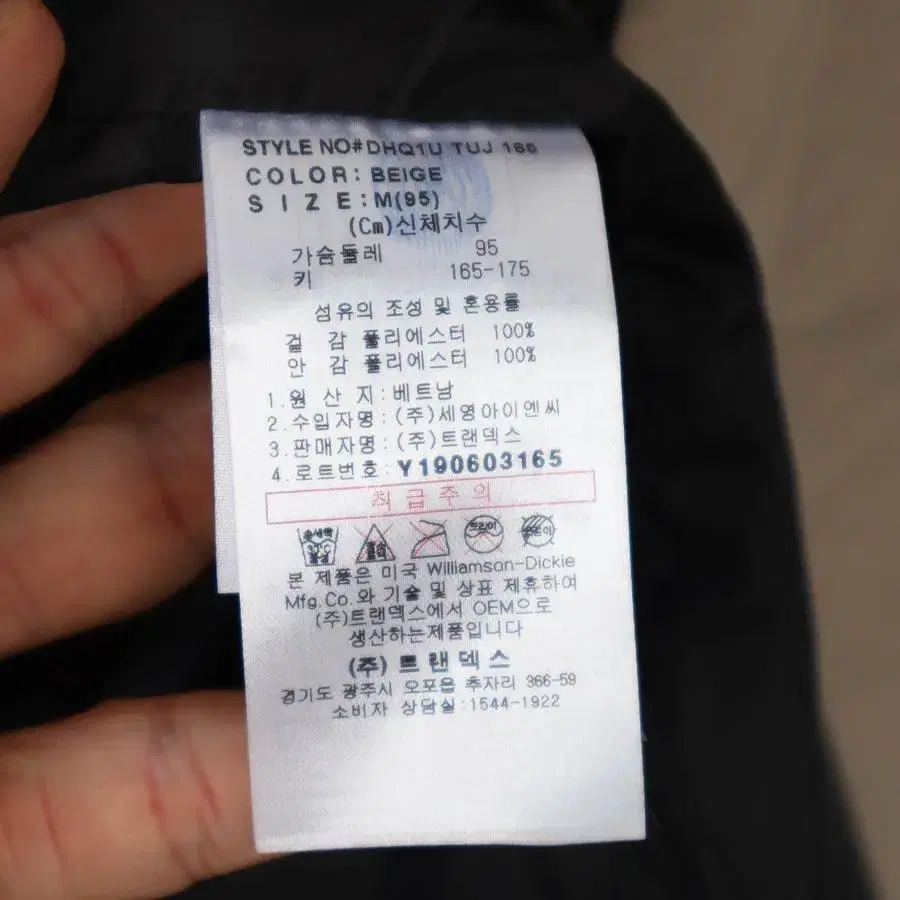 STYLE NO#DHQ1U TUJ 165
COLOR: BEIGE
SIZE:M(95)
(Cm)신체치수
가슴둘레 95
키 165-175
섬유의 조성 및 혼용률
겉 감 폴리에스터 100%
안 감 폴리에스터 100%
1.원 산 지:베트남
2.수입자명:(주)세영아이엔씨
3.판매자명:(주)트랜덱스
4.로트번호:Y190603165
취급주의
드라이
본 제품은 미국 Williamson-Dickie
Mfg.Co.와 기술 및 상표 제휴하여
(주)트랜덱스에서 OEM으로
생산하는제품입니다
(주)트랜덱스
경기도 광주시 오포읍 추자리 366-59
소비자 상담실:1544-1922